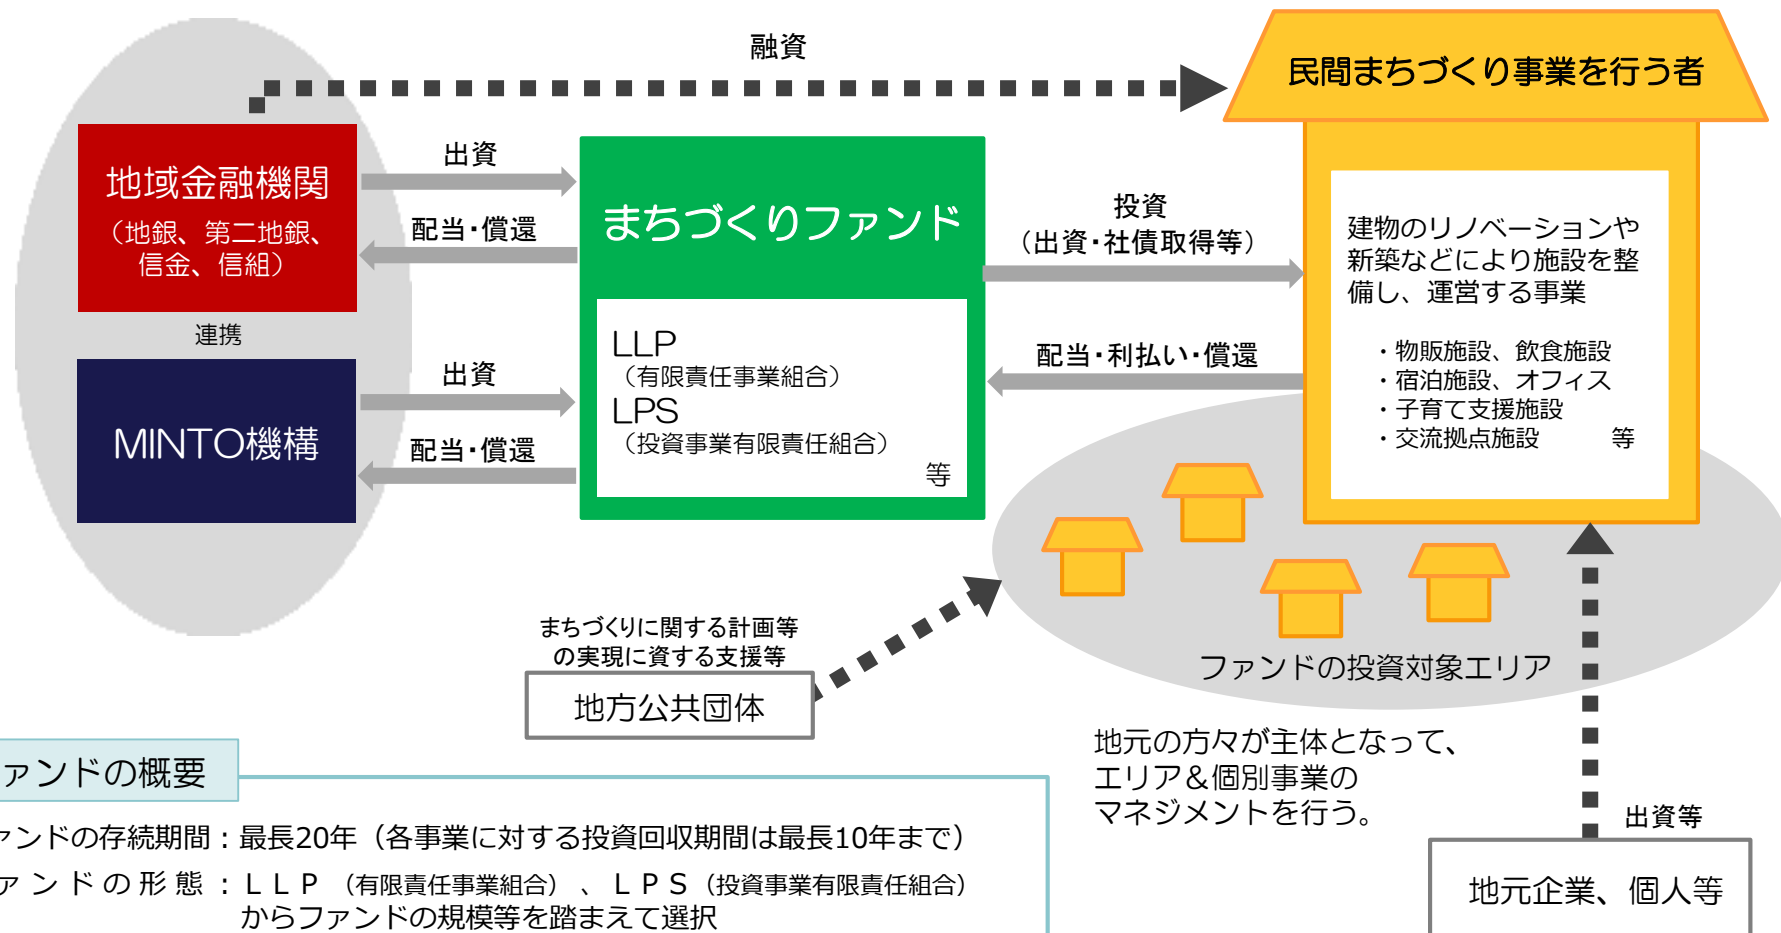 融資
民間まちづくり事業を行う者
地域金融機関
（地銀、第二地銀、
信金、信組）
連携
MINTO機構
出資
配当・償還
出資
配当・償還
まちづくりファンド
LLP
（有限責任事業組合）
LPS
（投資事業有限責任組合）
等
投資
（出資・社債取得等）
配当・利払い・償還
建物のリノベーションや
新築などにより施設を整
備し、運営する事業
・物販施設、飲食施設
・宿泊施設、オフィス
・子育て支援施設
・交流拠点施設　　　等
ファンドの投資対象エリア
まちづくりに関する計画等
の実現に資する支援等
地方公共団体
地元の方々が主体となって、
エリア＆個別事業の
マネジメントを行う。
出資等
地元企業、個人等
ァンドの概要
ァンドの存続期間：最長20年（各事業に対する投資回収期間は最長10年まで）
ァンドの形態：ＬＬＰ（有限責任事業組合）、ＬＰＳ（投資事業有限責任組合）
からファンドの規模等を踏まえて選択